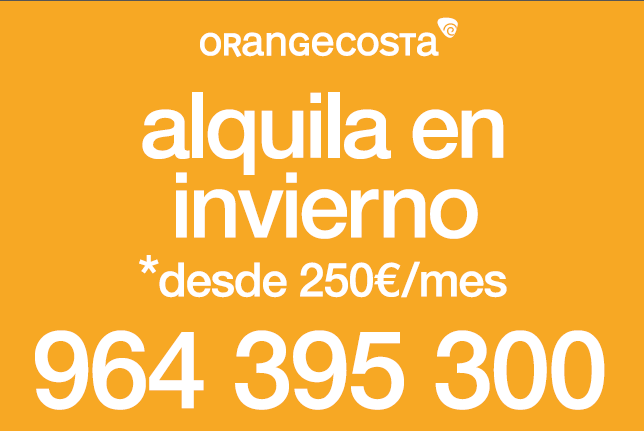 ORANGECOSTA
alquila en
invierno
*desde 250€/mes
964 395 300